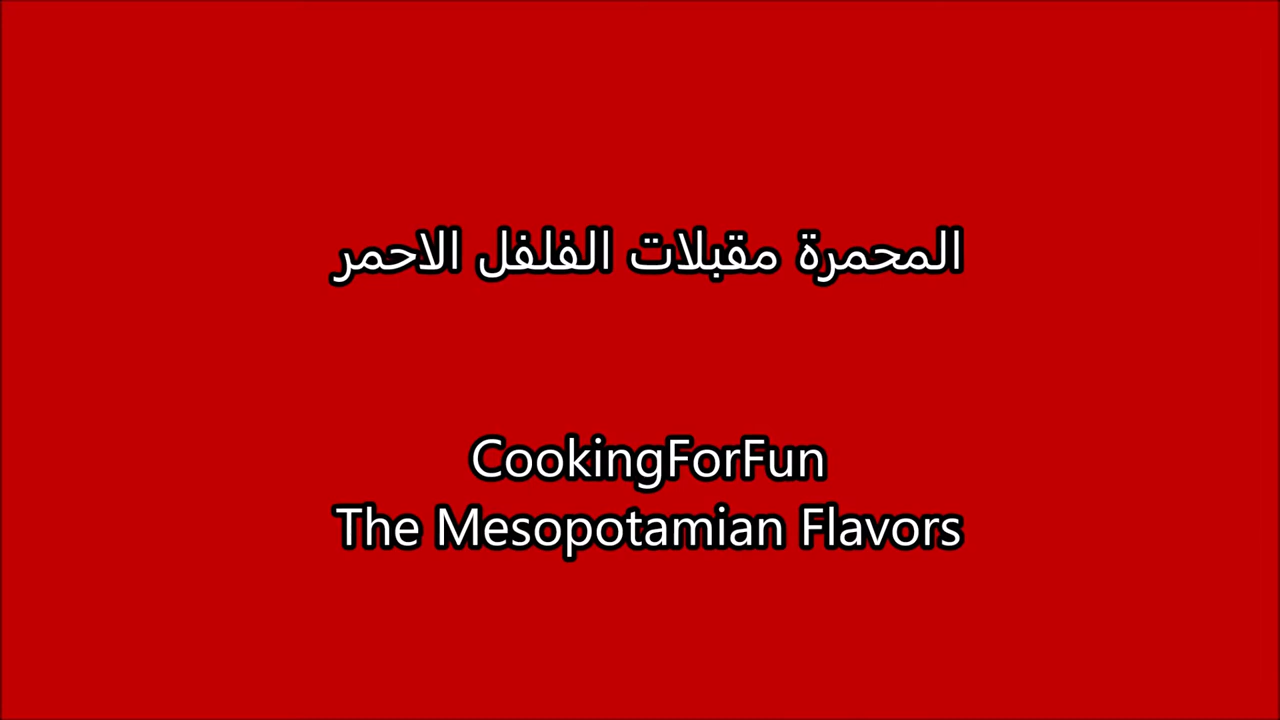 المحمرة مقبلات الفلفل الاحمر
CookingForFun
The Mesopotamian Flavors